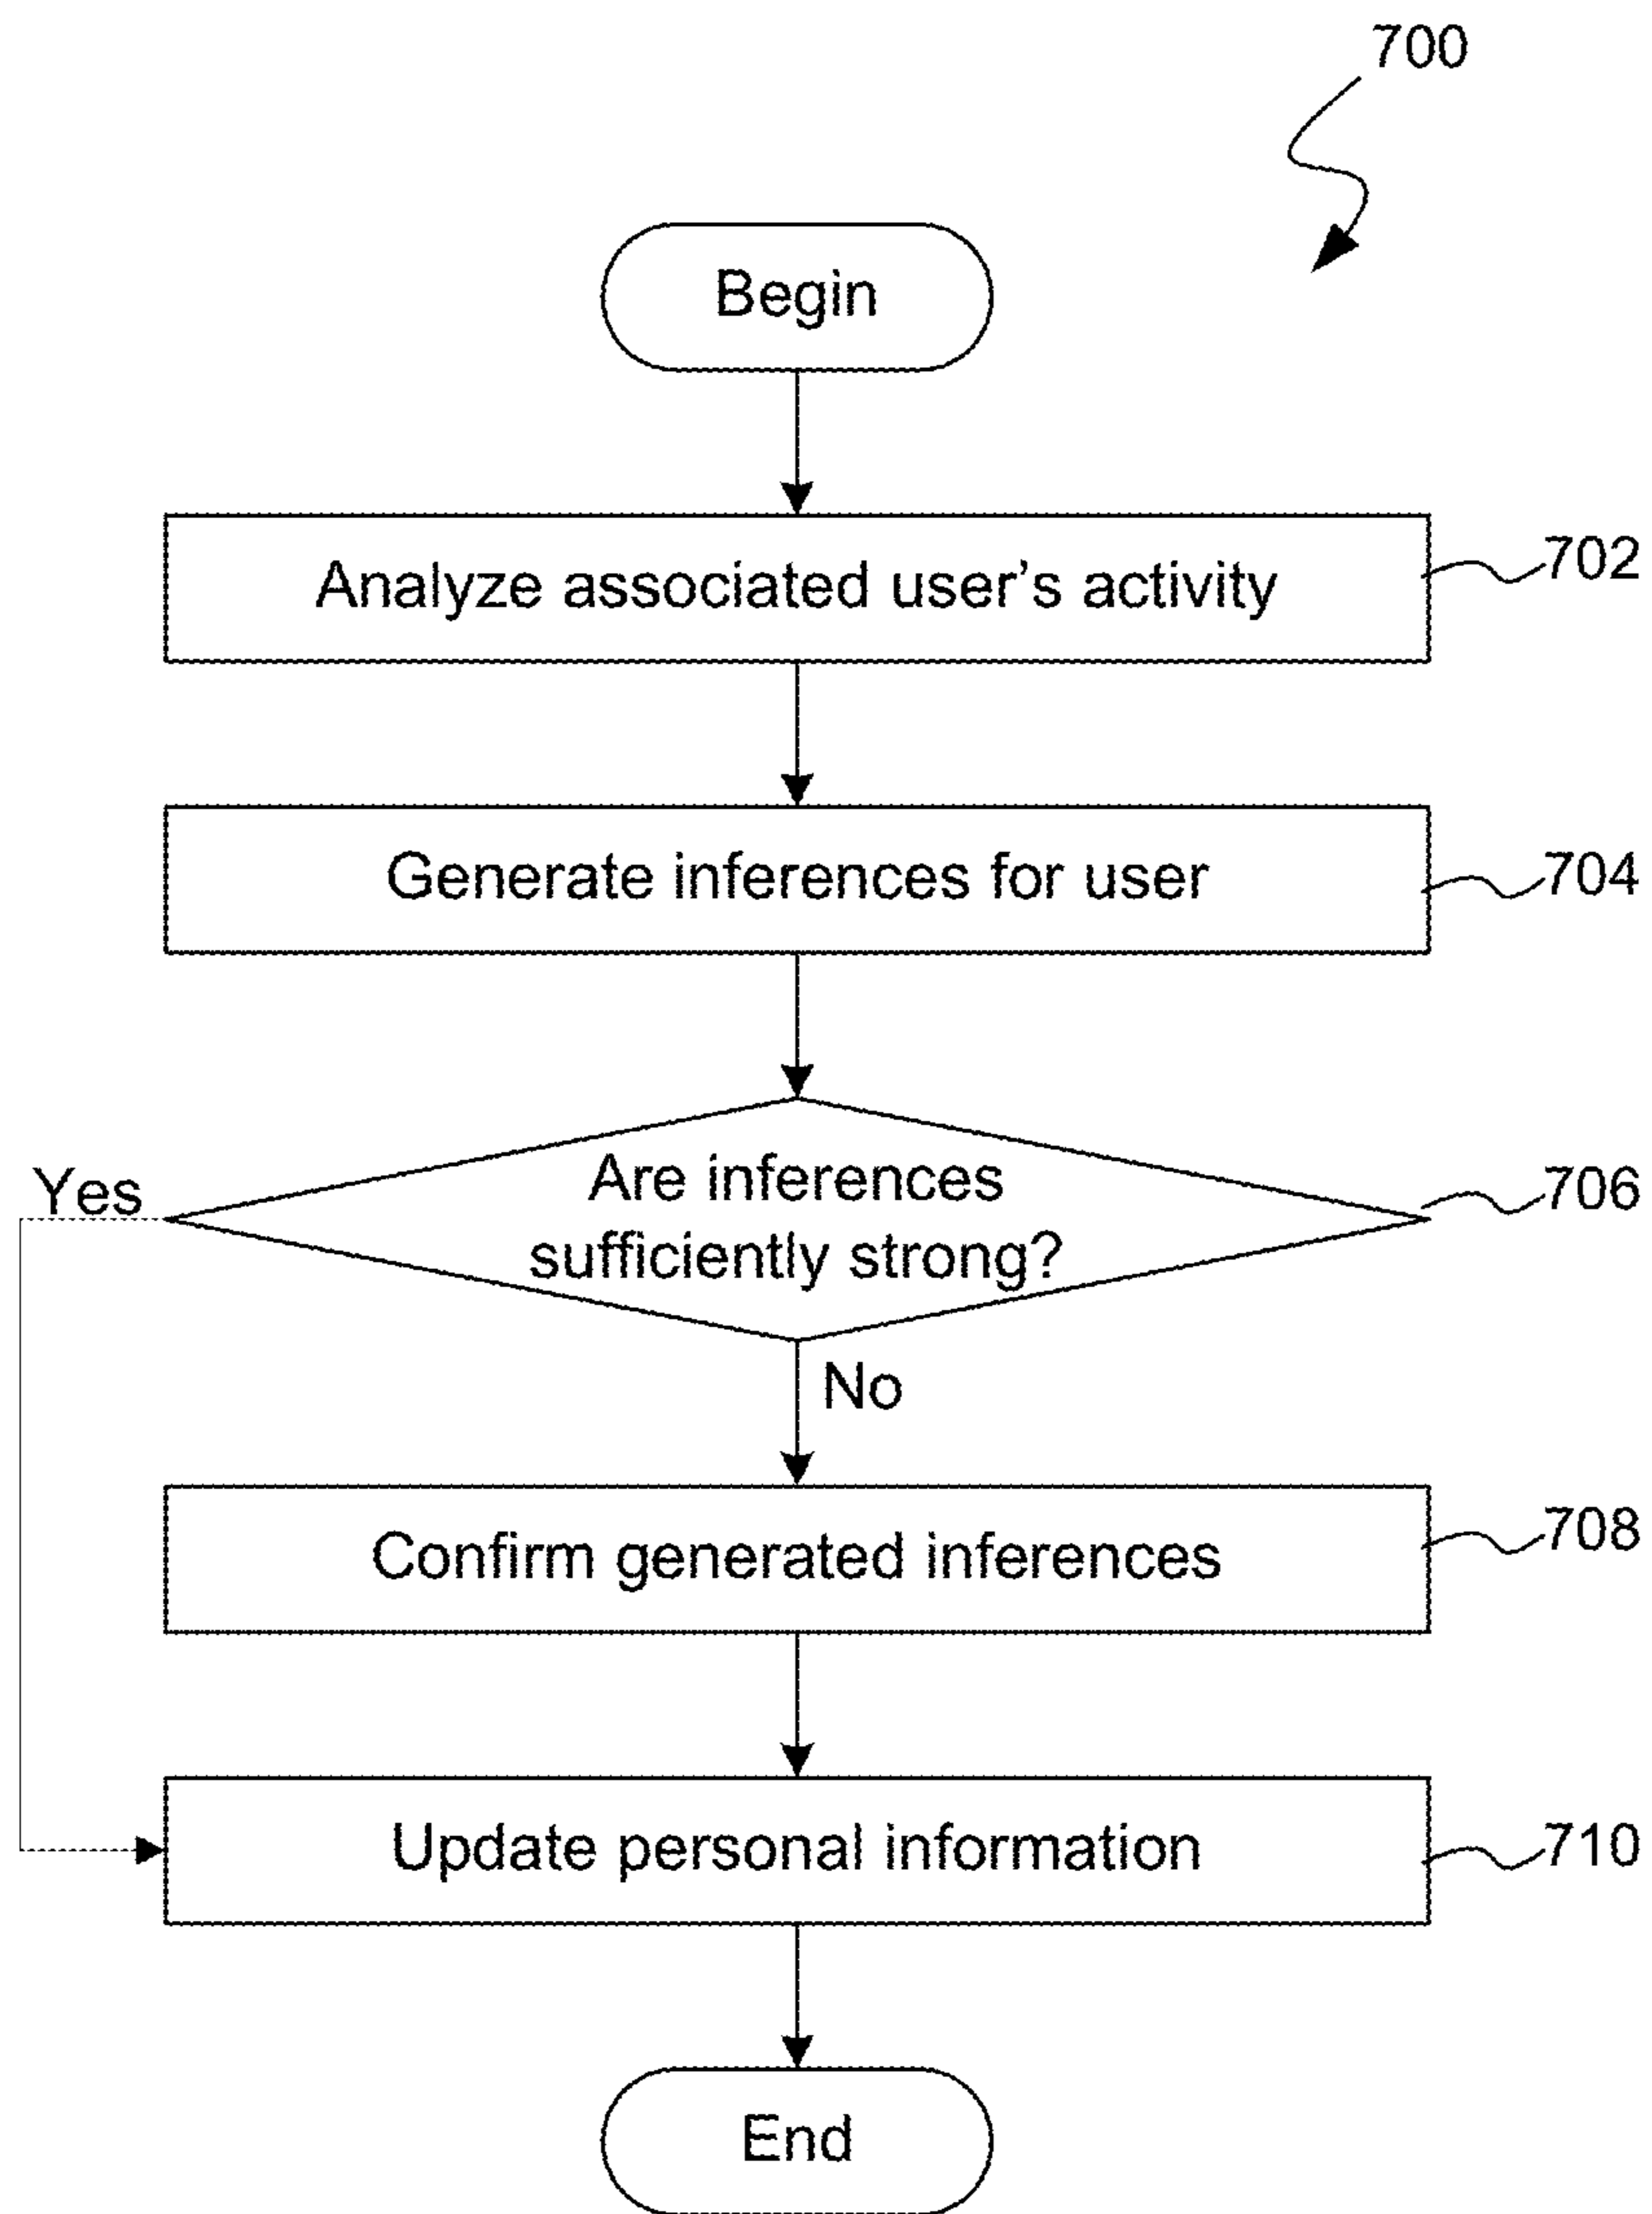 700
Begin
Analyze associated user’s activity
702
Generate inferences for user
704
Yes
Are inferences
sufficiently strong?
706
No
Confirm generated inferences
708
Update personal information
710
End